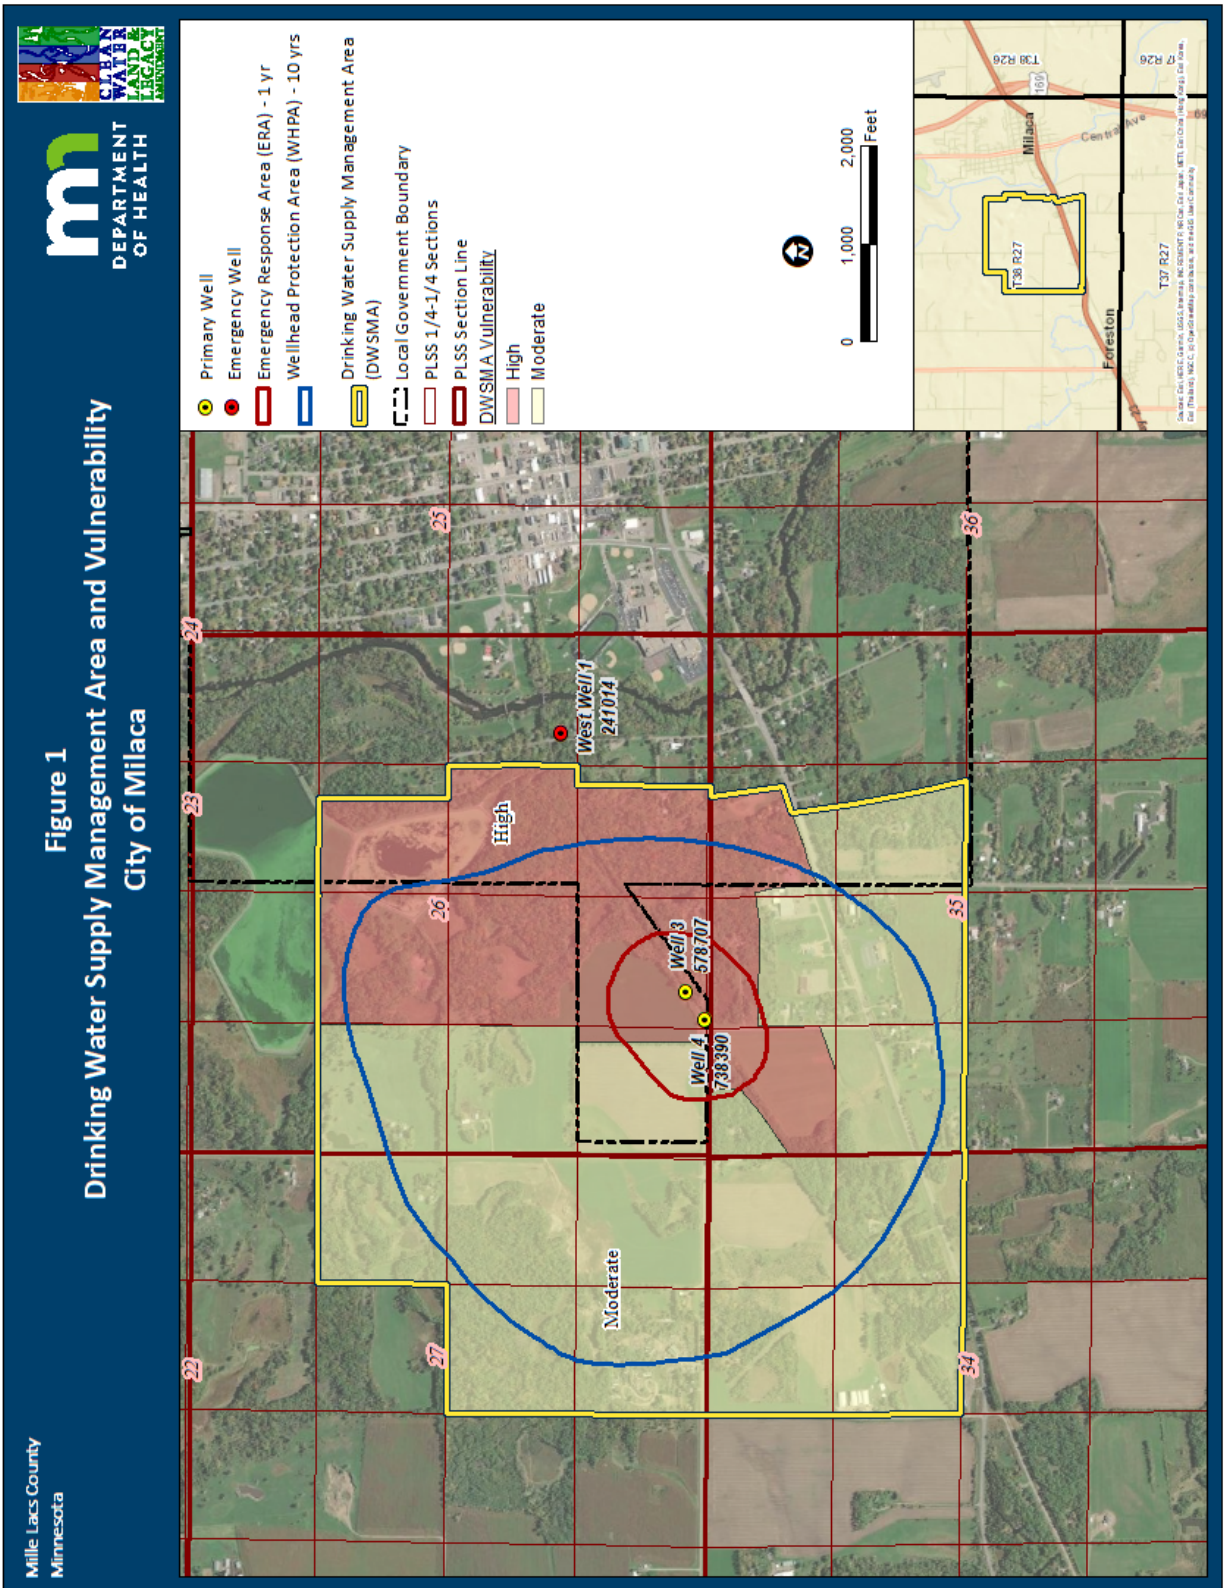 Mille Lacs County
Minnesota
Figure 1
Drinking Water Supply Management Area and Vulnerability
City of Milaca
DEPARTMENT
OF HEALTH
CLEAN
WATER
LAND &
LEGACY
AMENDMENT
22
23
24
27
26
25
34
35
36
High
Moderate
West Well 1
241014
Well 3
578707
Well 4
738390
Primary Well
Emergency Well
Emergency Response Area (ERA) - 1 yr
Wellhead Protection Area (WHPA) - 10 yrs
Drinking Water Supply Management Area
(DWSMA)
Local Government Boundary
PLSS 1/4-1/4 Sections
PLSS Section Line
DWSMA Vulnerability
High
Moderate
N
0 1,000 2,000
Feet
T38 R27
T38 R26
169
Milaca
Central Ave
Foreston
23
T37 R27
7 R26
69